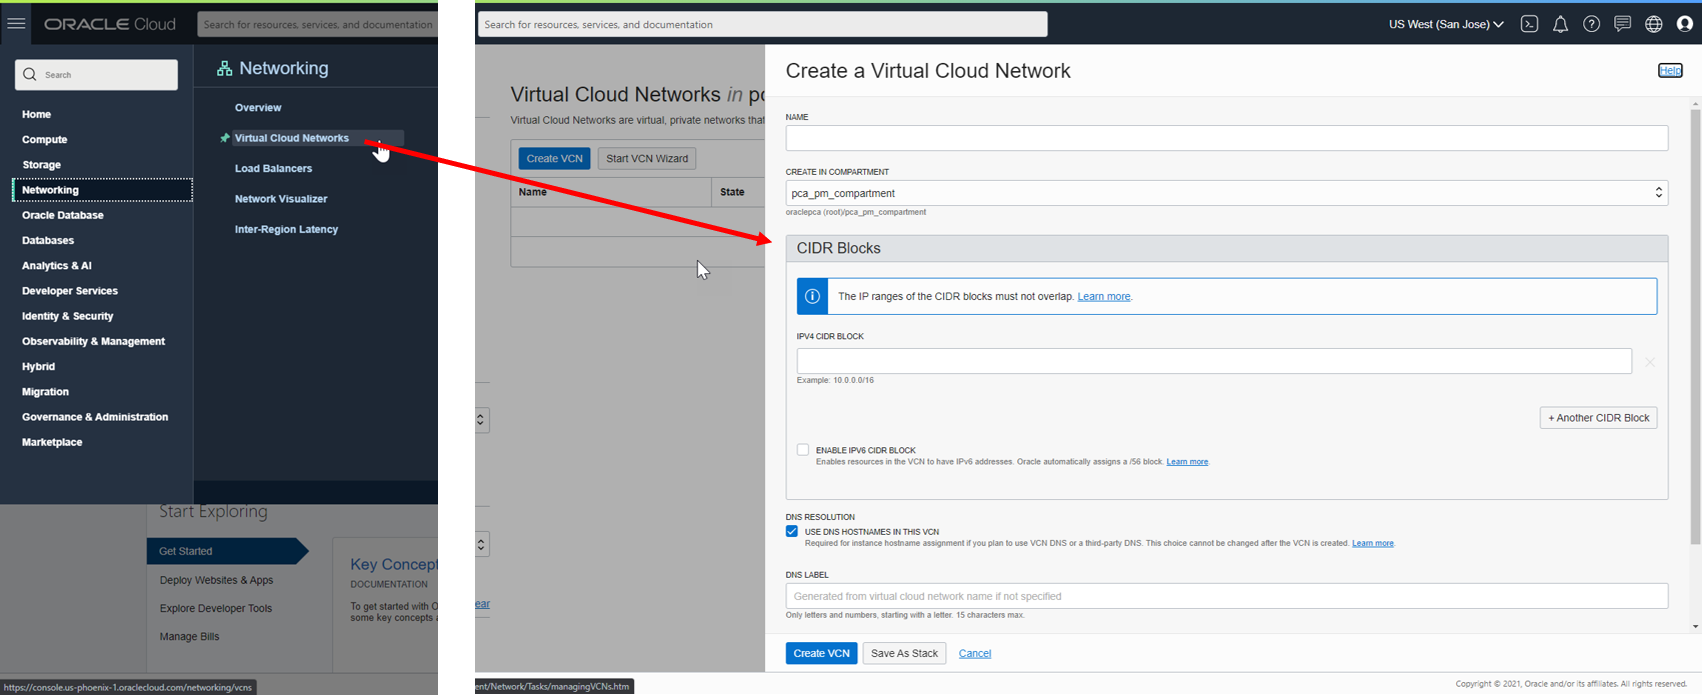 ORACLE Cloud
Search for resources, services, and documentation
Search
Home
Compute
Storage
Networking
Oracle Database
Databases
Analytics & AI
Developer Services
Identity & Security
Observability & Management
Hybrid
Migration
Governance & Administration
Marketplace
Networking
Overview
Virtual Cloud Networks
Load Balancers
Network Visualizer
Inter-Region Latency
Start Exploring
Get Started
Deploy Websites & Apps
Explore Developer Tools
Manage Bills
Key Concept
DOCUMENTATION
To get started with O
some key concepts a
https://console.us-phoenix-1.oraclecloud.com/networking/vcns
Search for resources, services, and documentation
US West (San Jose)
Virtual Cloud Networks in po
Virtual Cloud Networks are virtual, private networks that
Create VCN
Start VCN Wizard
Name
State
ear
ent/Network/Tasks/managingVCNs.htm
Create a Virtual Cloud Network
Help
NAME
CREATE IN COMPARTMENT
pca_pm_compartment
oraclepca (root)/pca_pm_compartment
CIDR Blocks
The IP ranges of the CIDR blocks must not overlap. Learn more.
IPV4 CIDR BLOCK
Example: 10.0.0.0/16
+ Another CIDR Block
ENABLE IPV6 CIDR BLOCK
Enables resources in the VCN to have IPv6 addresses. Oracle automatically assigns a /56 block. Learn more.
DNS RESOLUTION
USE DNS HOSTNAMES IN THIS VCN
Required for instance hostname assignment if you plan to use VCN DNS or a third-party DNS. This choice cannot be changed after the VCN is created. Learn more.
DNS LABEL
Generated from virtual cloud network name if not specified
Only letters and numbers, starting with a letter. 15 characters max.
Create VCN
Save As Stack
Cancel
Copyright © 2021, Oracle and/or its affiliates. All rights reserved.